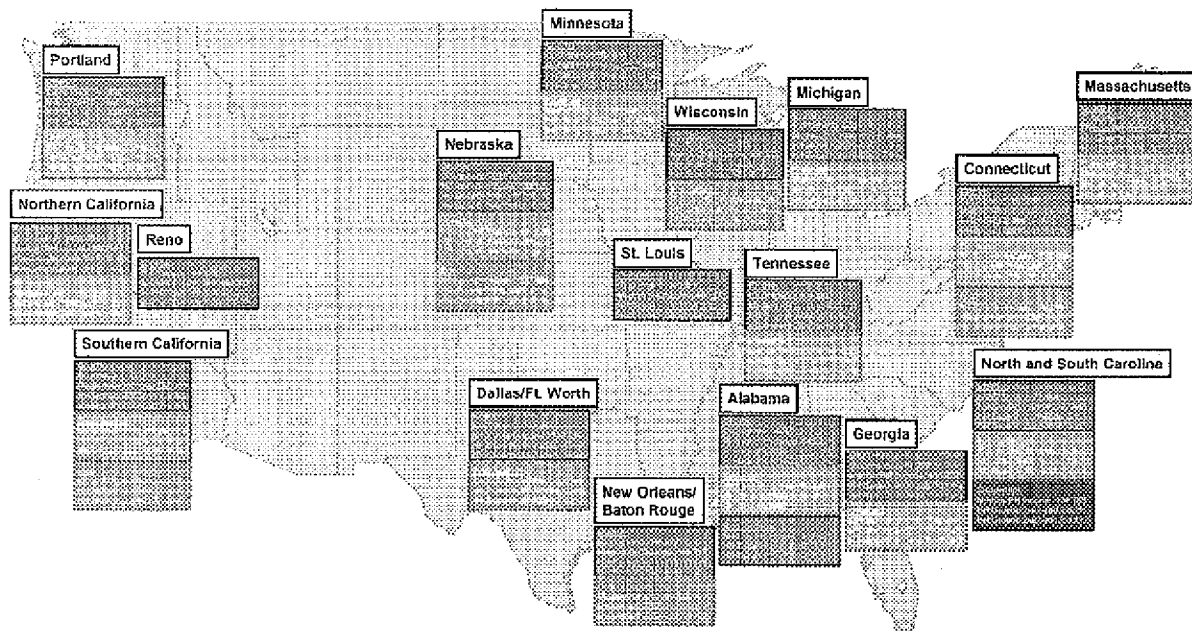 Minnesota
Portland
Michigan
Massachusetts
Wisconsin
Nebraska
Connecticut
Northern California
Reno
St. Louis
Tennessee
Southern California
North and South Carolina
Dallas/Ft. Worth
Alabama
Georgia
New Orleans/
Baton Rouge